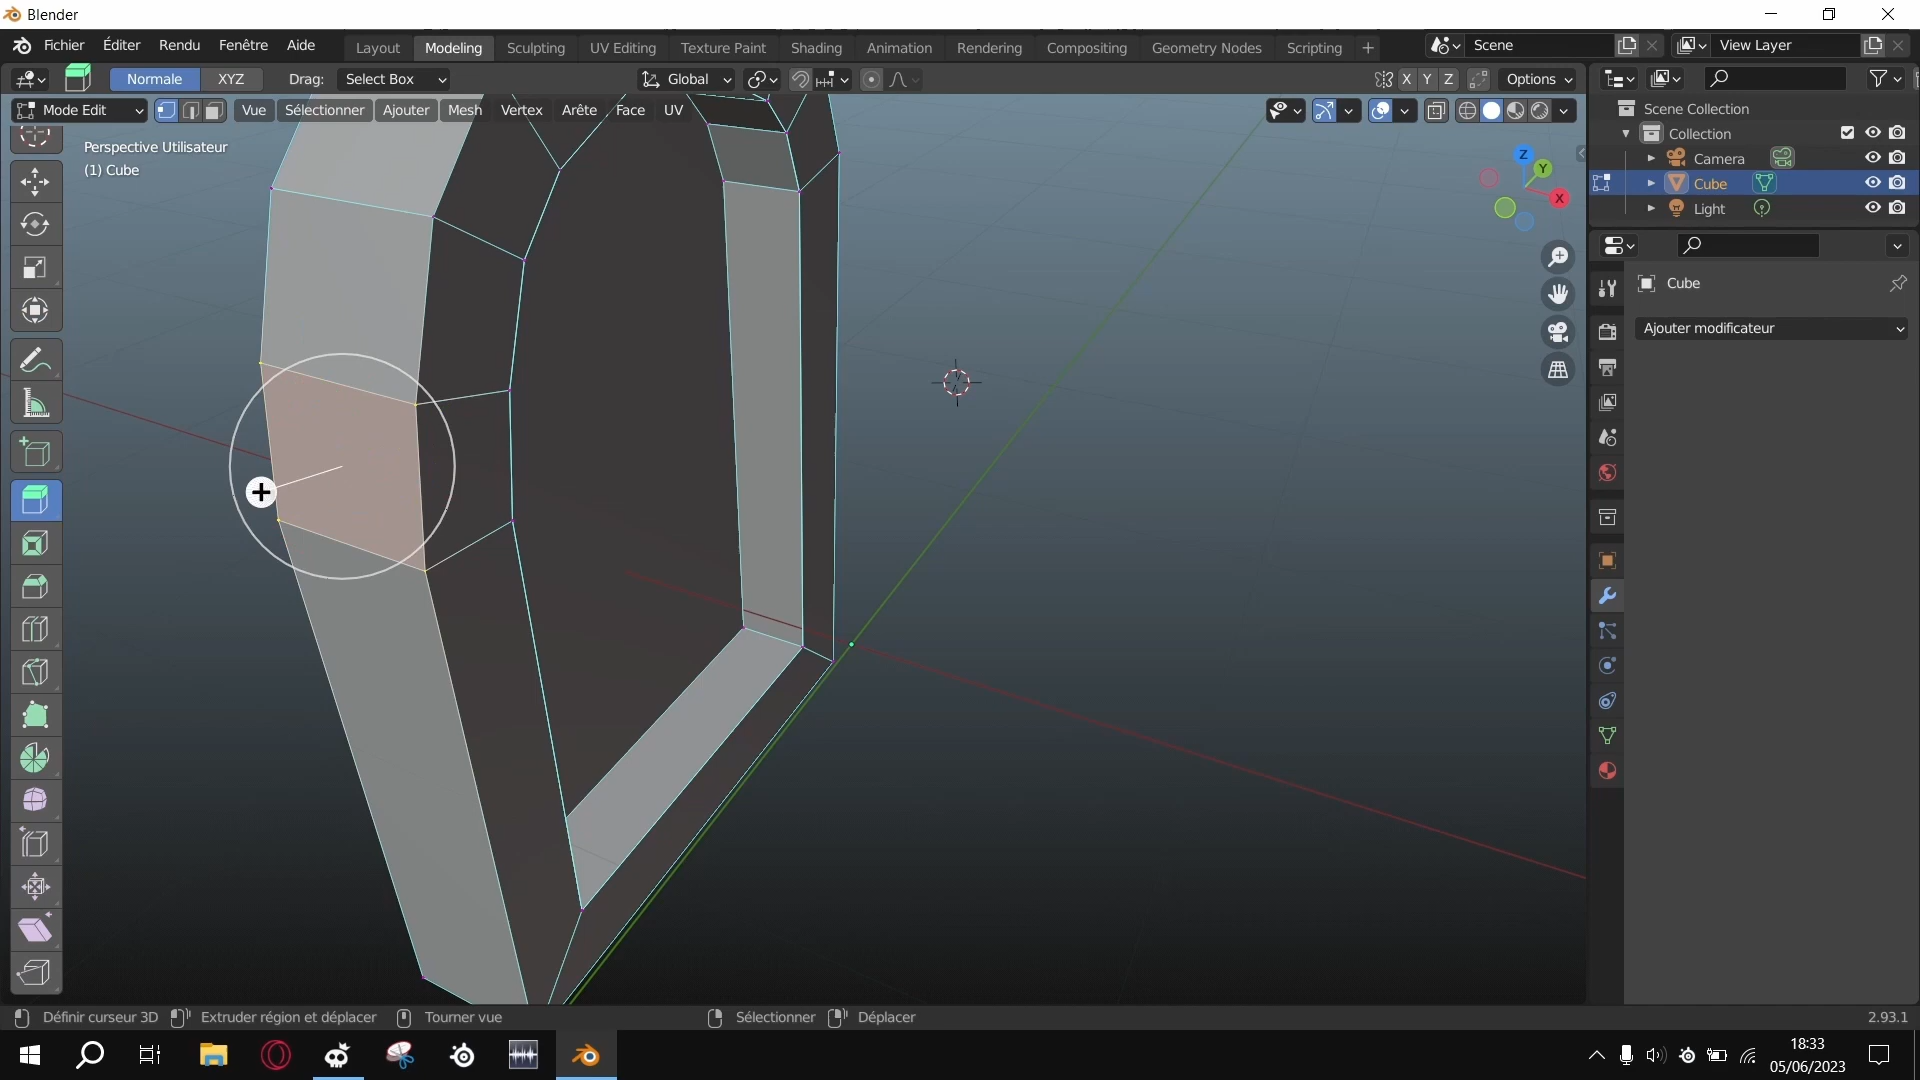 Blender
Fichier Éditer Rendu Fenêtre Aide Layout Modeling Sculpting UV Editing Texture Paint Shading Animation Rendering Compositing Geometry Nodes Scripting + Scene View Layer
Normale XYZ Drag: Select Box Global X Y Z Options
Mode Edit Vue Sélectionner Ajouter Mesh Vertex Arête Face UV
Scene Collection
Collection
Camera
Cube
Light
Perspective Utilisateur
(1) Cube
Z
Y
X
Cube
Ajouter modificateur
Définir curseur 3D Extruder région et déplacer Tourner vue Sélectionner Déplacer 2.93.1
18:33
05/06/2023